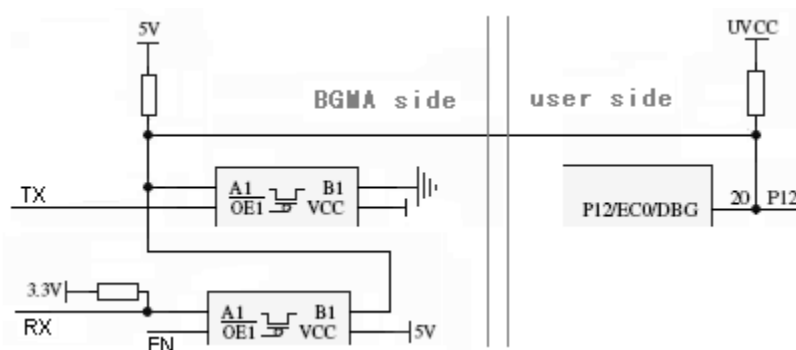 5V
UVCC
BGMA side
user side
A1
B1
TX
OE1
VCC
P12/EC0/DBG
20
P12
3.3V
A1
B1
RX
OE1
VCC
5V
EN